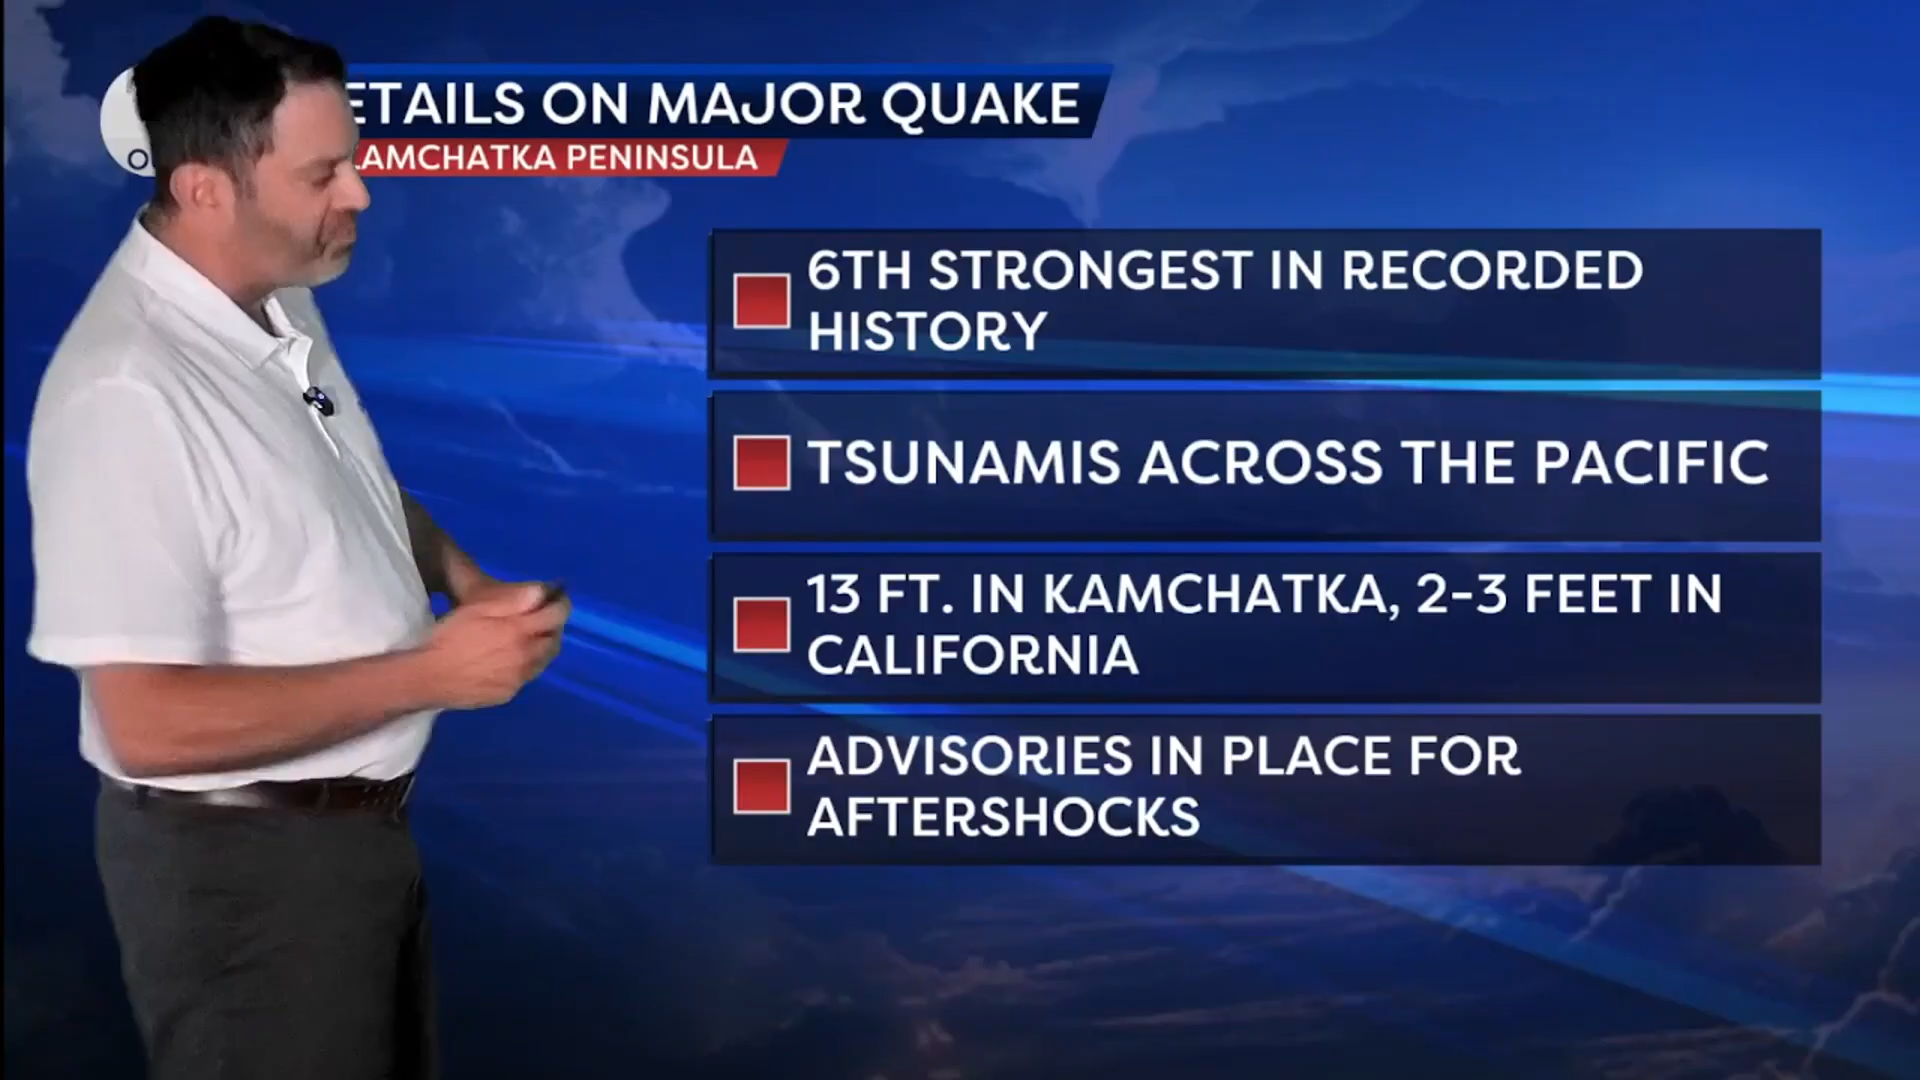 ETAILS ON MAJOR QUAKE
KAMCHATKA PENINSULA
6TH STRONGEST IN RECORDED
HISTORY
TSUNAMIS ACROSS THE PACIFIC
13 FT. IN KAMCHATKA, 2-3 FEET IN
CALIFORNIA
ADVISORIES IN PLACE FOR
AFTERSHOCKS